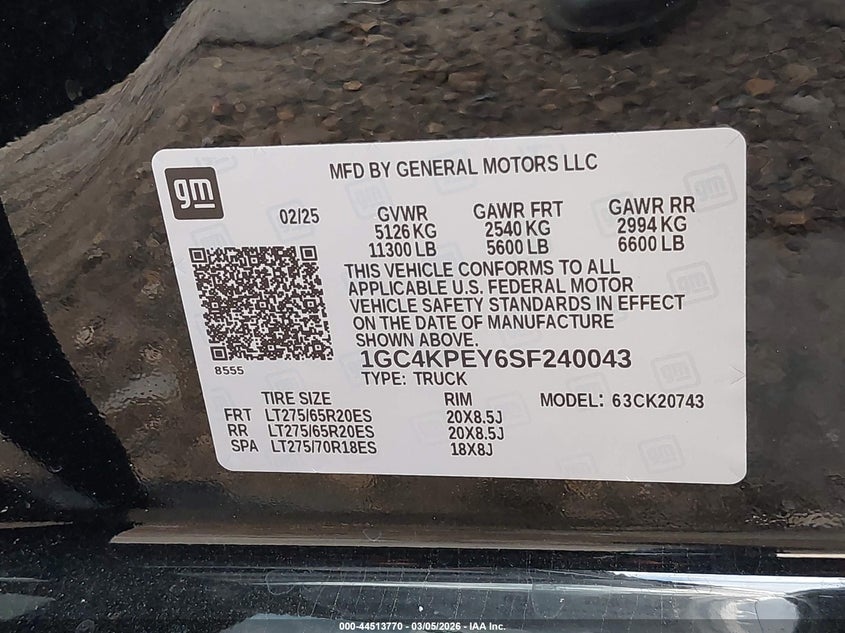 MFD BY GENERAL MOTORS LLC
gm
02/25
GVWR GAWR FRT GAWR RR
5126 KG 2540 KG 2994 KG
11300 LB 5600 LB 6600 LB
THIS VEHICLE CONFORMS TO ALL
APPLICABLE U.S. FEDERAL MOTOR
VEHICLE SAFETY STANDARDS IN EFFECT
ON THE DATE OF MANUFACTURE
SHOWN ABOVE.
8555
1GC4KPEY6SF240043
TYPE: TRUCK
TIRE SIZE RIM MODEL: 63CK20743
FRT LT275/65R20ES 20X8.5J
RR LT275/65R20ES 20X8.5J
SPA LT275/70R18ES 18X8J
000-44513770 - 03/05/2026 - IAA Inc.